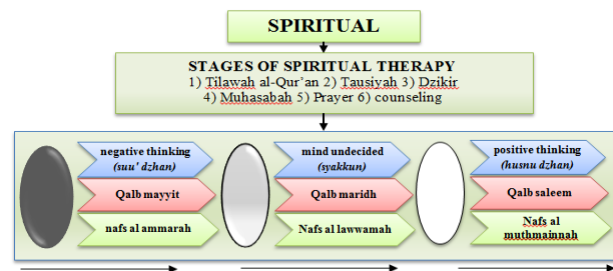 SPIRITUAL
STAGES OF SPIRITUAL THERAPY
1) Tilawah al-Qur'an 2) Tausiyah 3) Dzikir
4) Muhasabah 5) Prayer 6) counseling
negative thinking
(suu' dzhan)
Qalb mayyit
nafs al ammarah
mind undecided
(syakkun)
Qalb maridh
Nafs al lawwamah
positive thinking
(husnu dzhan)
Qalb saleem
Nafs al
muthmainnah